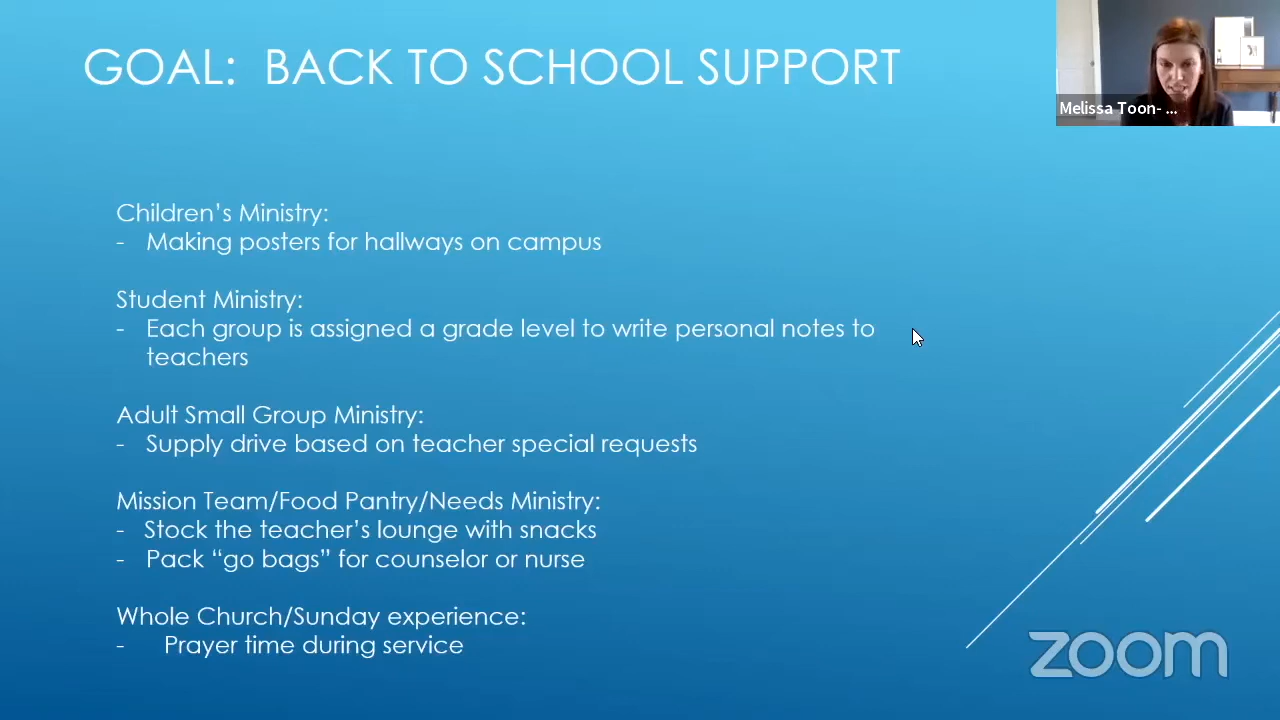 GOAL: BACK TO SCHOOL SUPPORT
Melissa Toon- ...
Children’s Ministry:
- Making posters for hallways on campus
Student Ministry:
- Each group is assigned a grade level to write personal notes to
teachers
Adult Small Group Ministry:
- Supply drive based on teacher special requests
Mission Team/Food Pantry/Needs Ministry:
- Stock the teacher’s lounge with snacks
- Pack “go bags” for counselor or nurse
Whole Church/Sunday experience:
- Prayer time during service
zoom